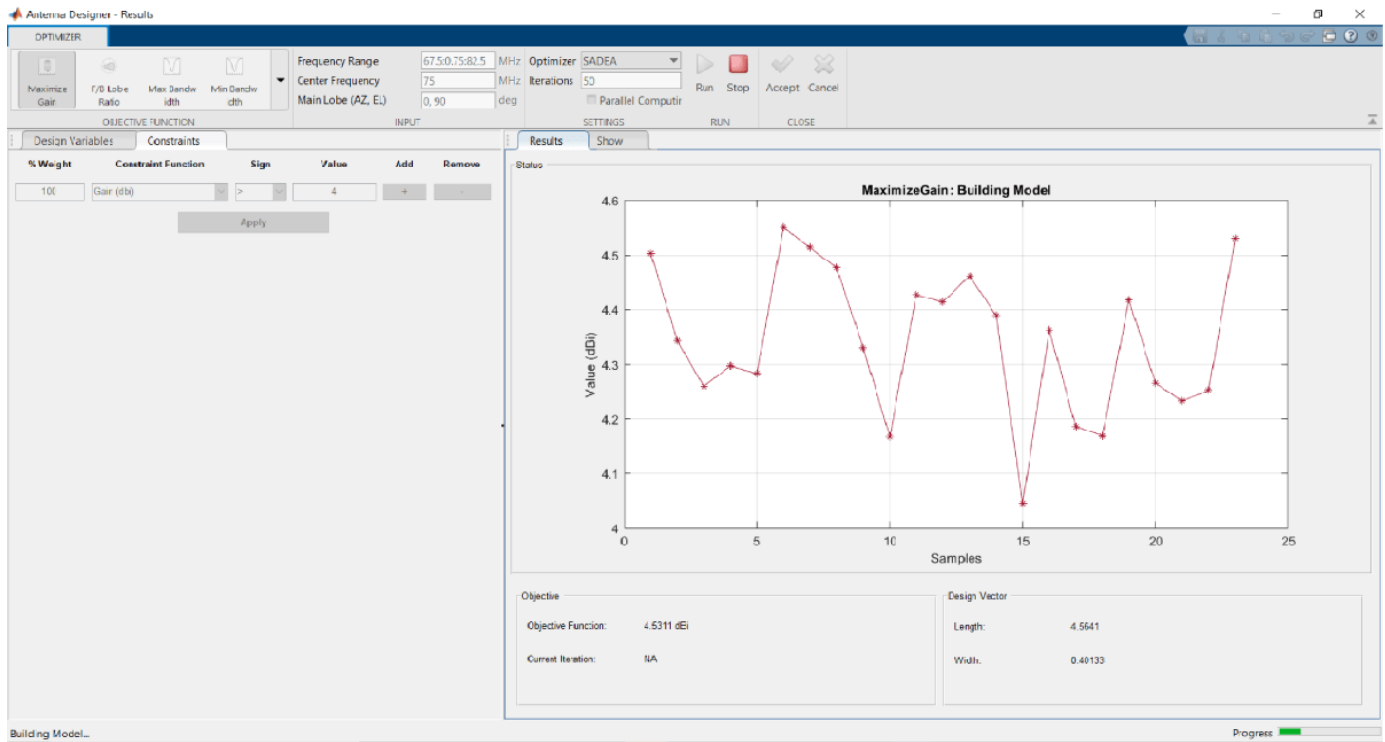 Antenna Designer - Results
OPTIMIZER
Maximize Gain
F/B Lobe Ratio
Max Bandw idth
Min Bandw idth
OBJECTIVE FUNCTION
Frequency Range 67.5:0.75:82.5 MHz
Center Frequency 75 MHz
Main Lobe (AZ, EL) 0, 90 deg
INPUT
Optimizer SADEA
Iterations 50
Parallel Computir
SETTINGS
Run Stop
RUN
Accept Cancel
CLOSE
Design Variables Constraints
% Weight Constraint Function Sign Value Add Remove
100 Gain (dBi) > 4 + -
Apply
Results Show
Status
MaximizeGain: Building Model
Value (dBi)
4.6
4.5
4.4
4.3
4.2
4.1
4
0 5 10 15 20 25
Samples
Objective
Objective Function: 4.5311 dBi
Current Iteration: NA
Design Vector
Length: 4.5641
Width: 0.40133
Building Model...
Progress